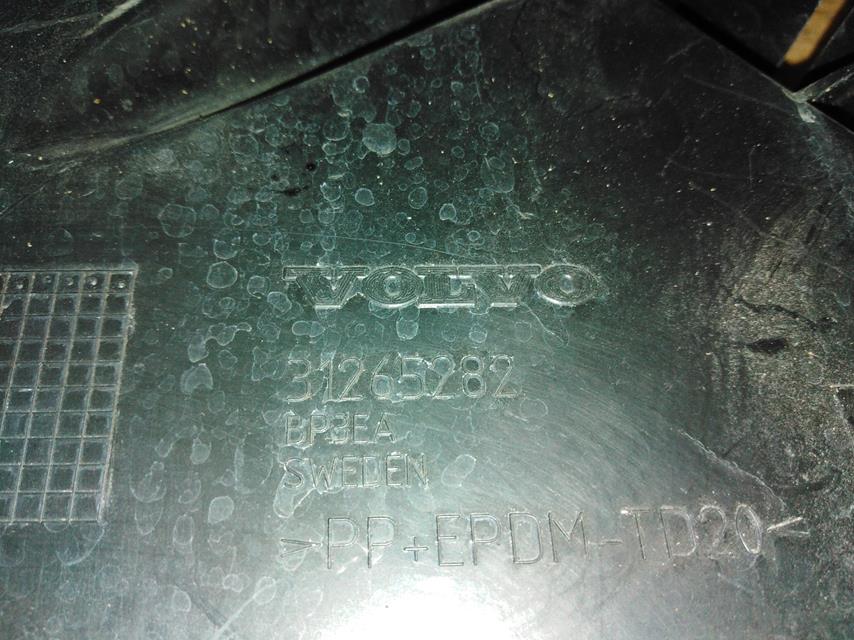 VOLVO
31265282
BP3EA
SWEDEN
>PP+EPDM-TD20<